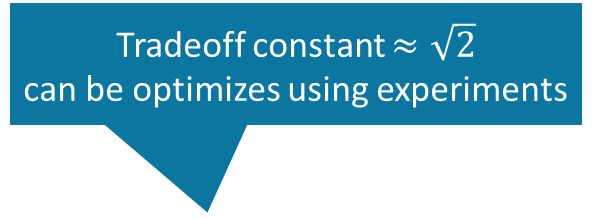 Tradeoff constant ≈ √2
can be optimizes using experiments